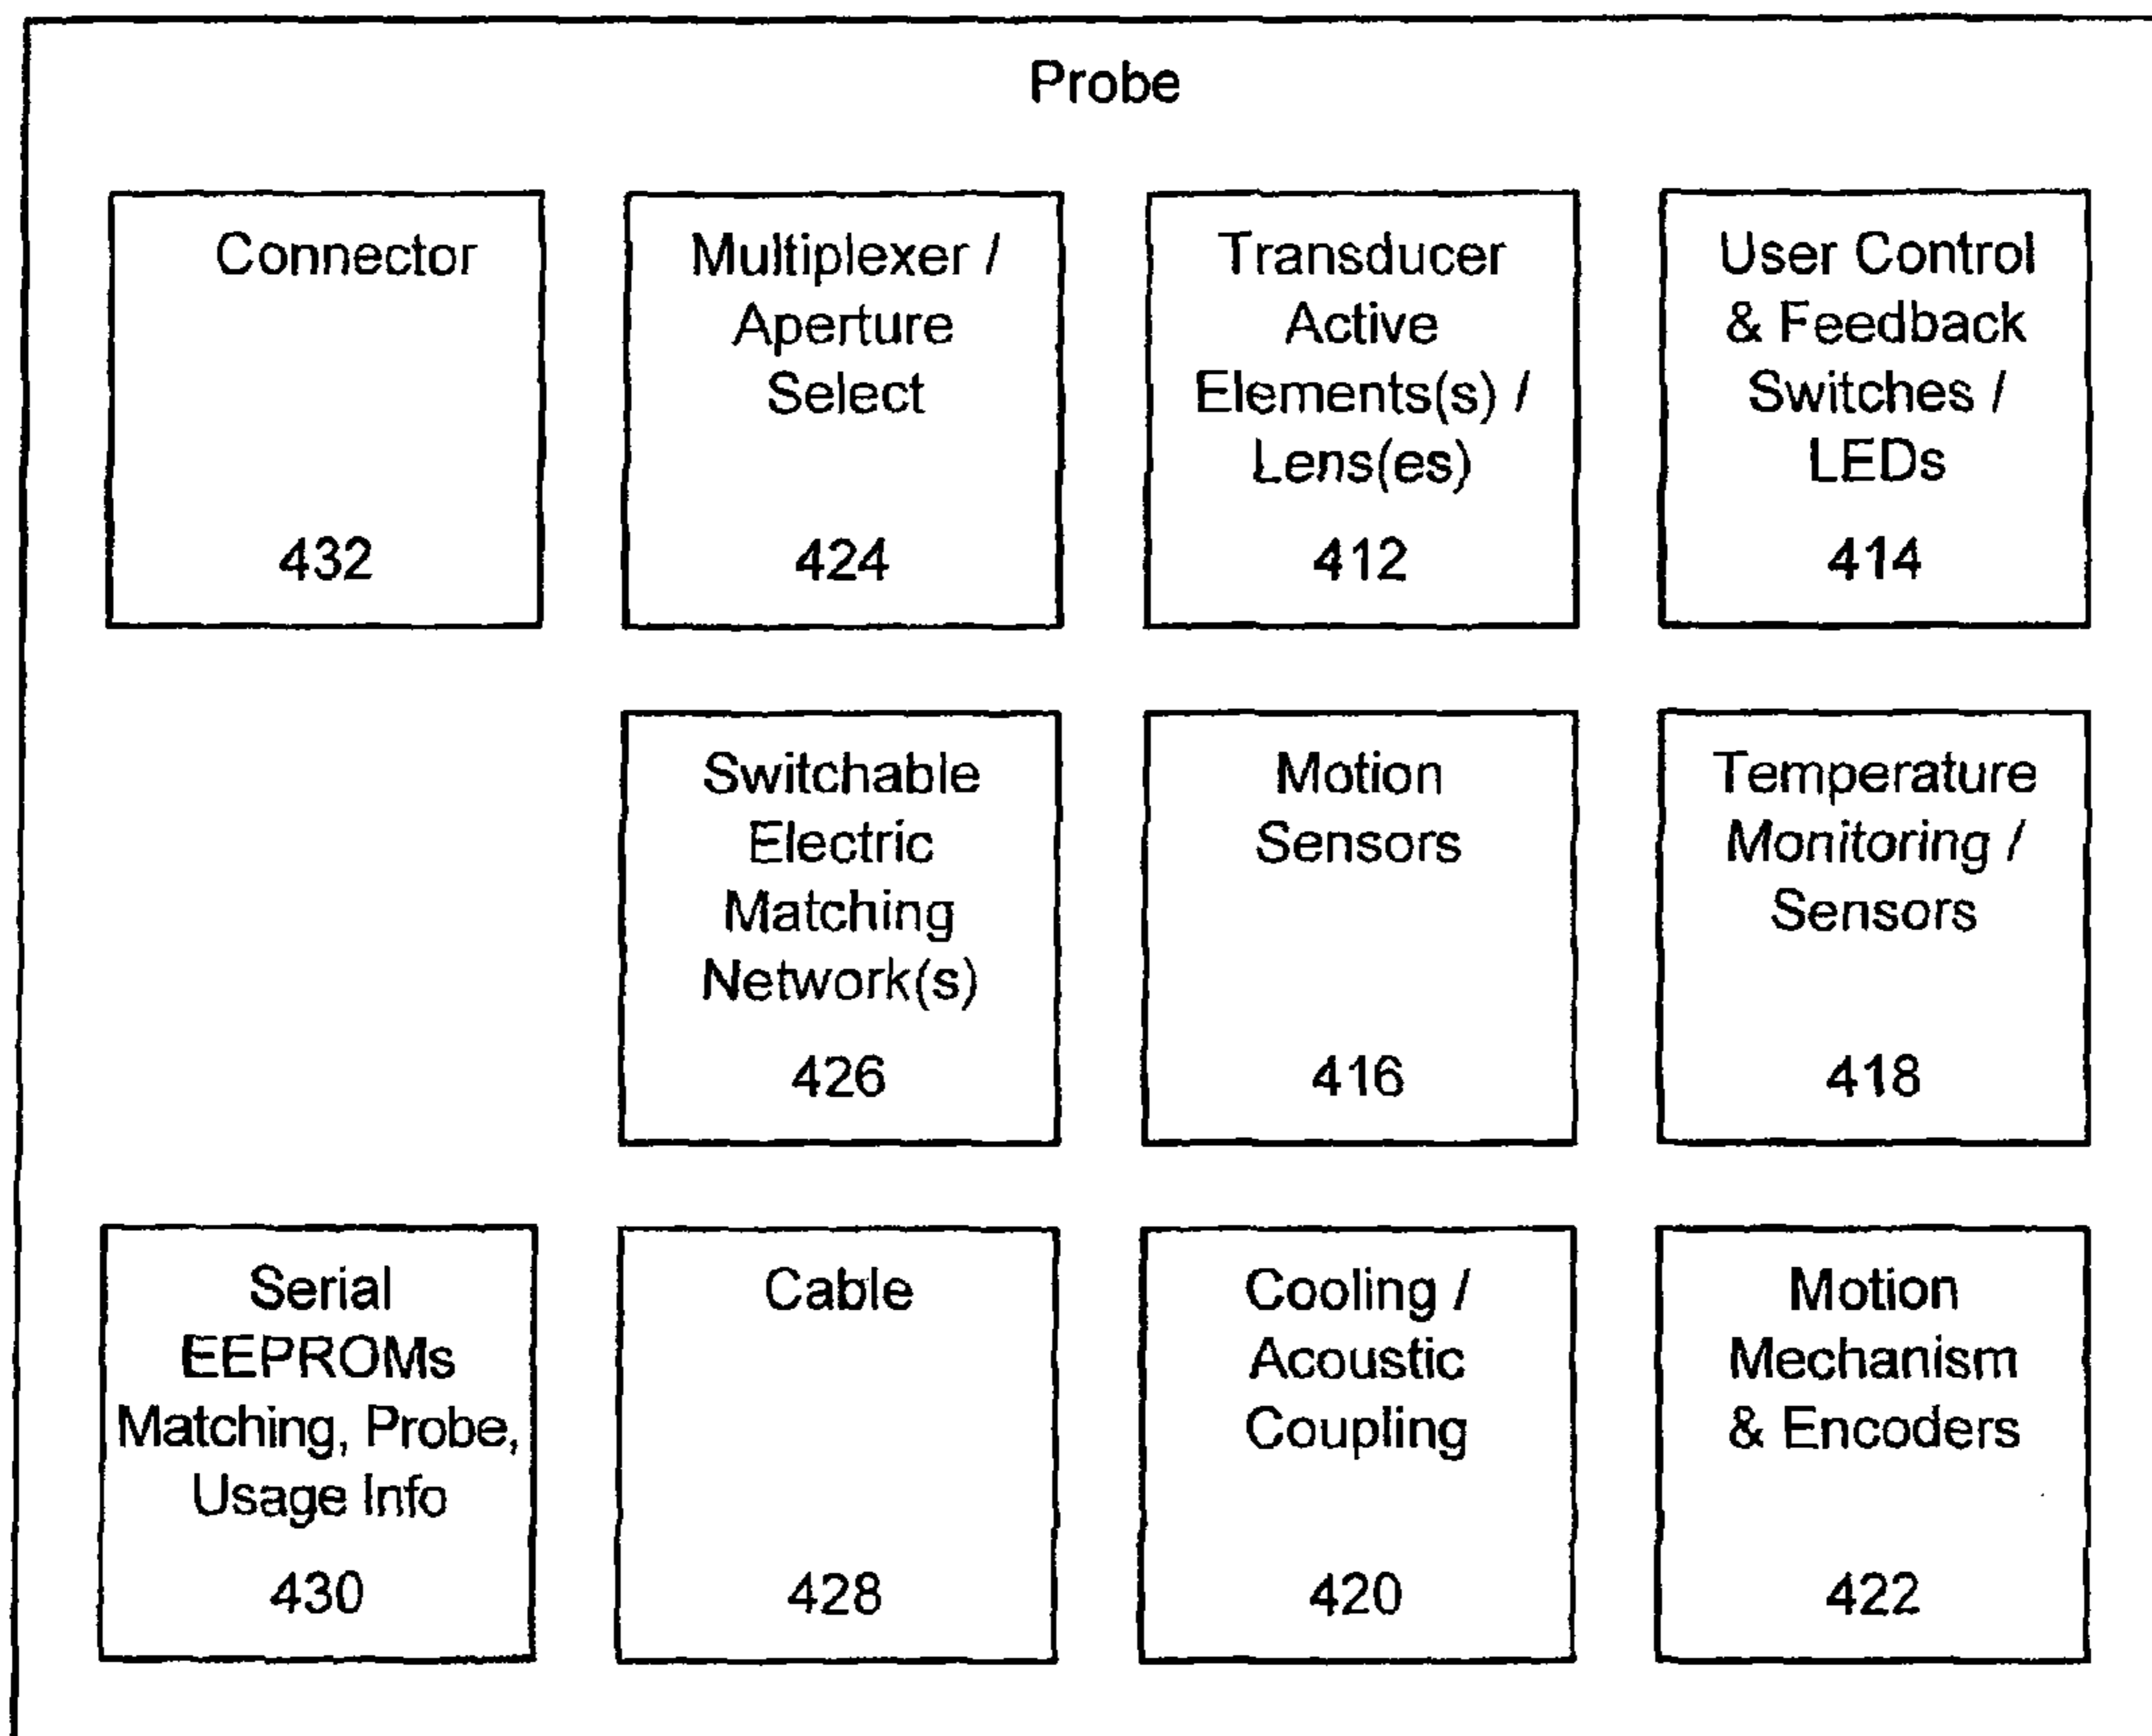 Probe
Connector
432
Multiplexer /
Aperture
Select
424
Transducer
Active
Elements(s) /
Lens(es)
412
User Control
& Feedback
Switches /
LEDs
414
Switchable
Electric
Matching
Network(s)
426
Motion
Sensors
416
Temperature
Monitoring /
Sensors
418
Serial
EEPROMs
Matching, Probe,
Usage Info
430
Cable
428
Cooling /
Acoustic
Coupling
420
Motion
Mechanism
& Encoders
422